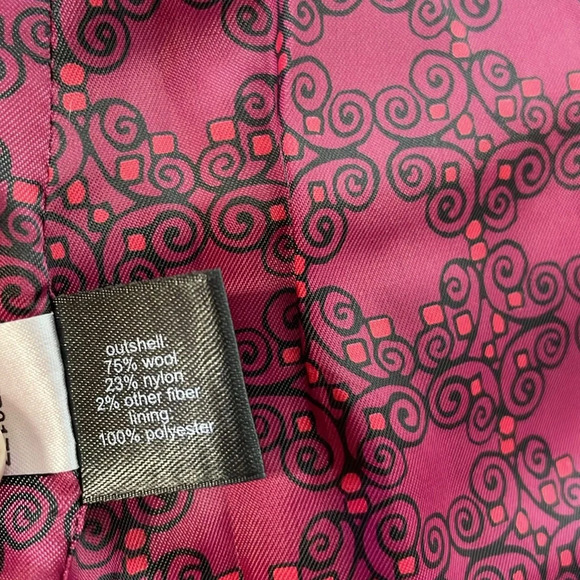 outshell:
75% wool
23% nylon
2% other fiber
lining:
100% polyester